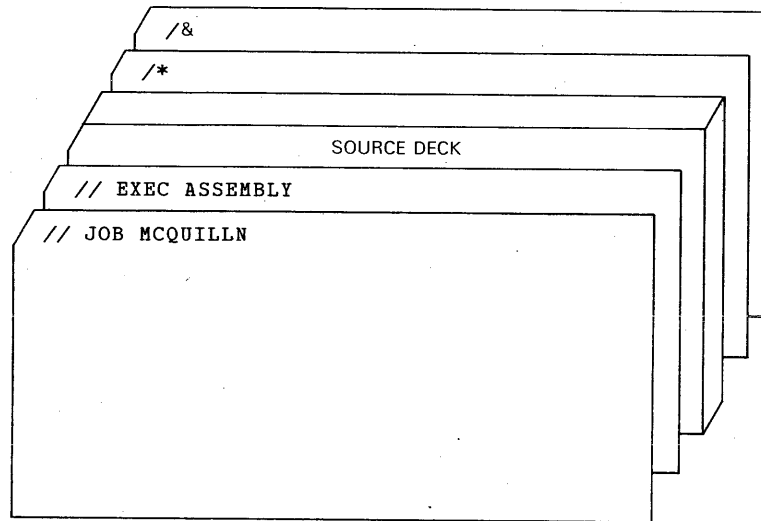 /&
/*
SOURCE DECK
// EXEC ASSEMBLY
// JOB MCQUILLN